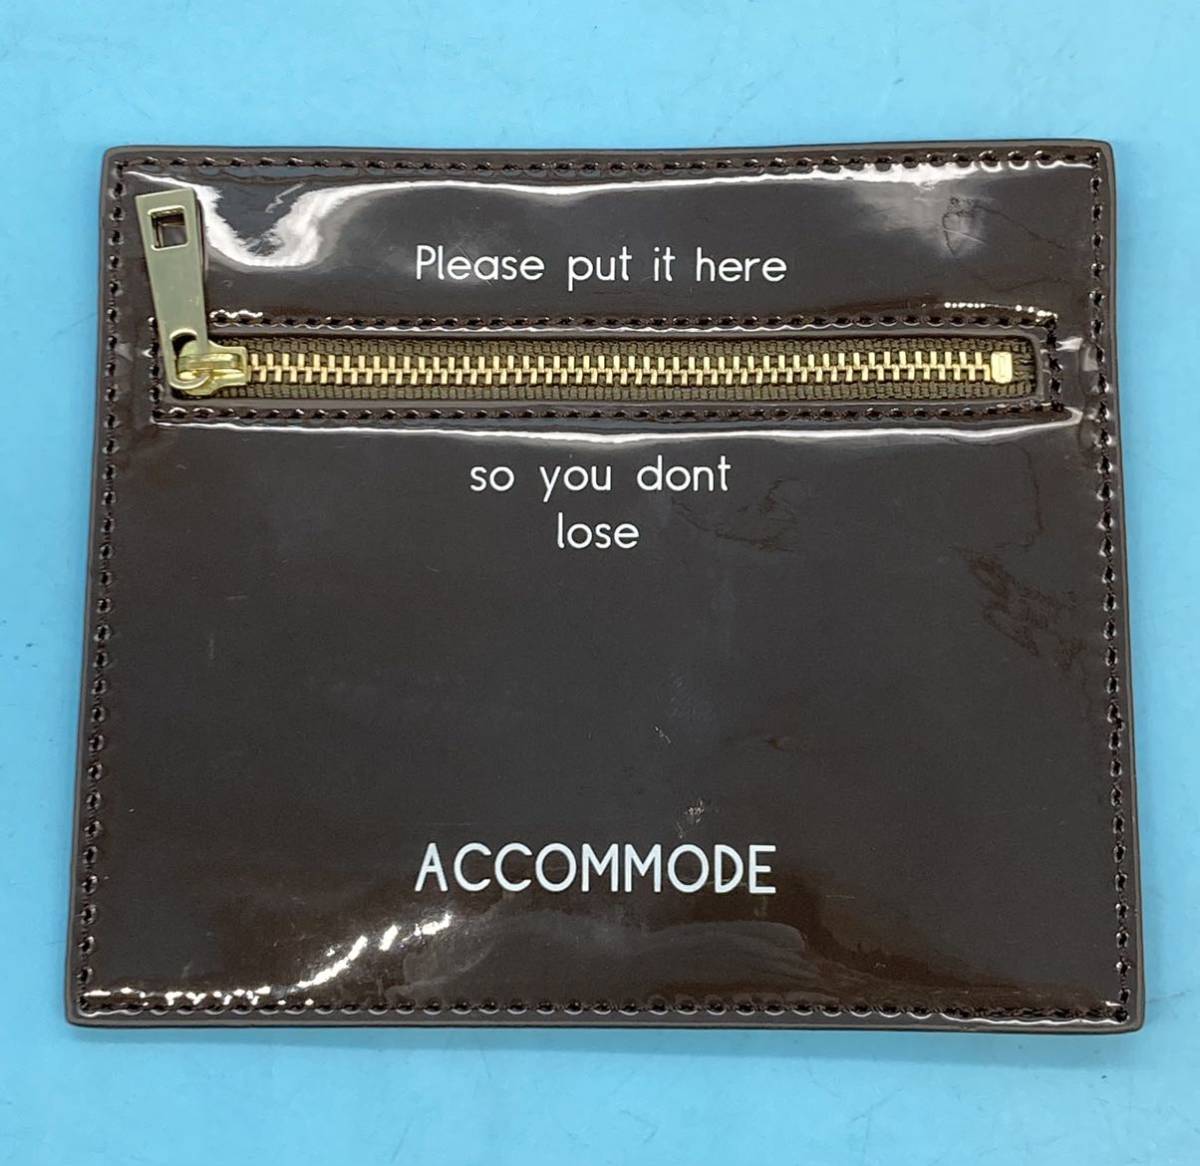 Please put it here
so you dont
lose
ACCOMMODE